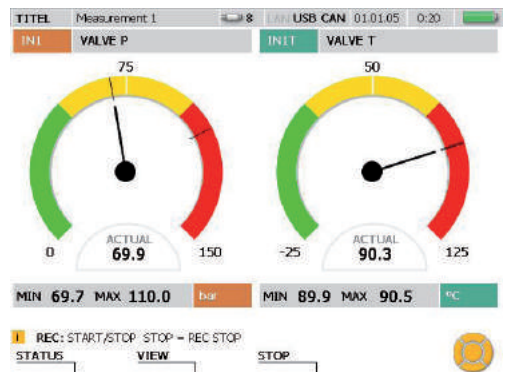 TITEL Measurement 1 8 LAN USB CAN 01.01.05 0:20
IN1 VALVE P
IN1T VALVE T
75
0 150
ACTUAL
69.9
50
-25 125
ACTUAL
90.3
MIN 69.7 MAX 110.0 bar
MIN 89.9 MAX 90.5 °C
i REC: START/STOP STOP = REC STOP
STATUS VIEW STOP